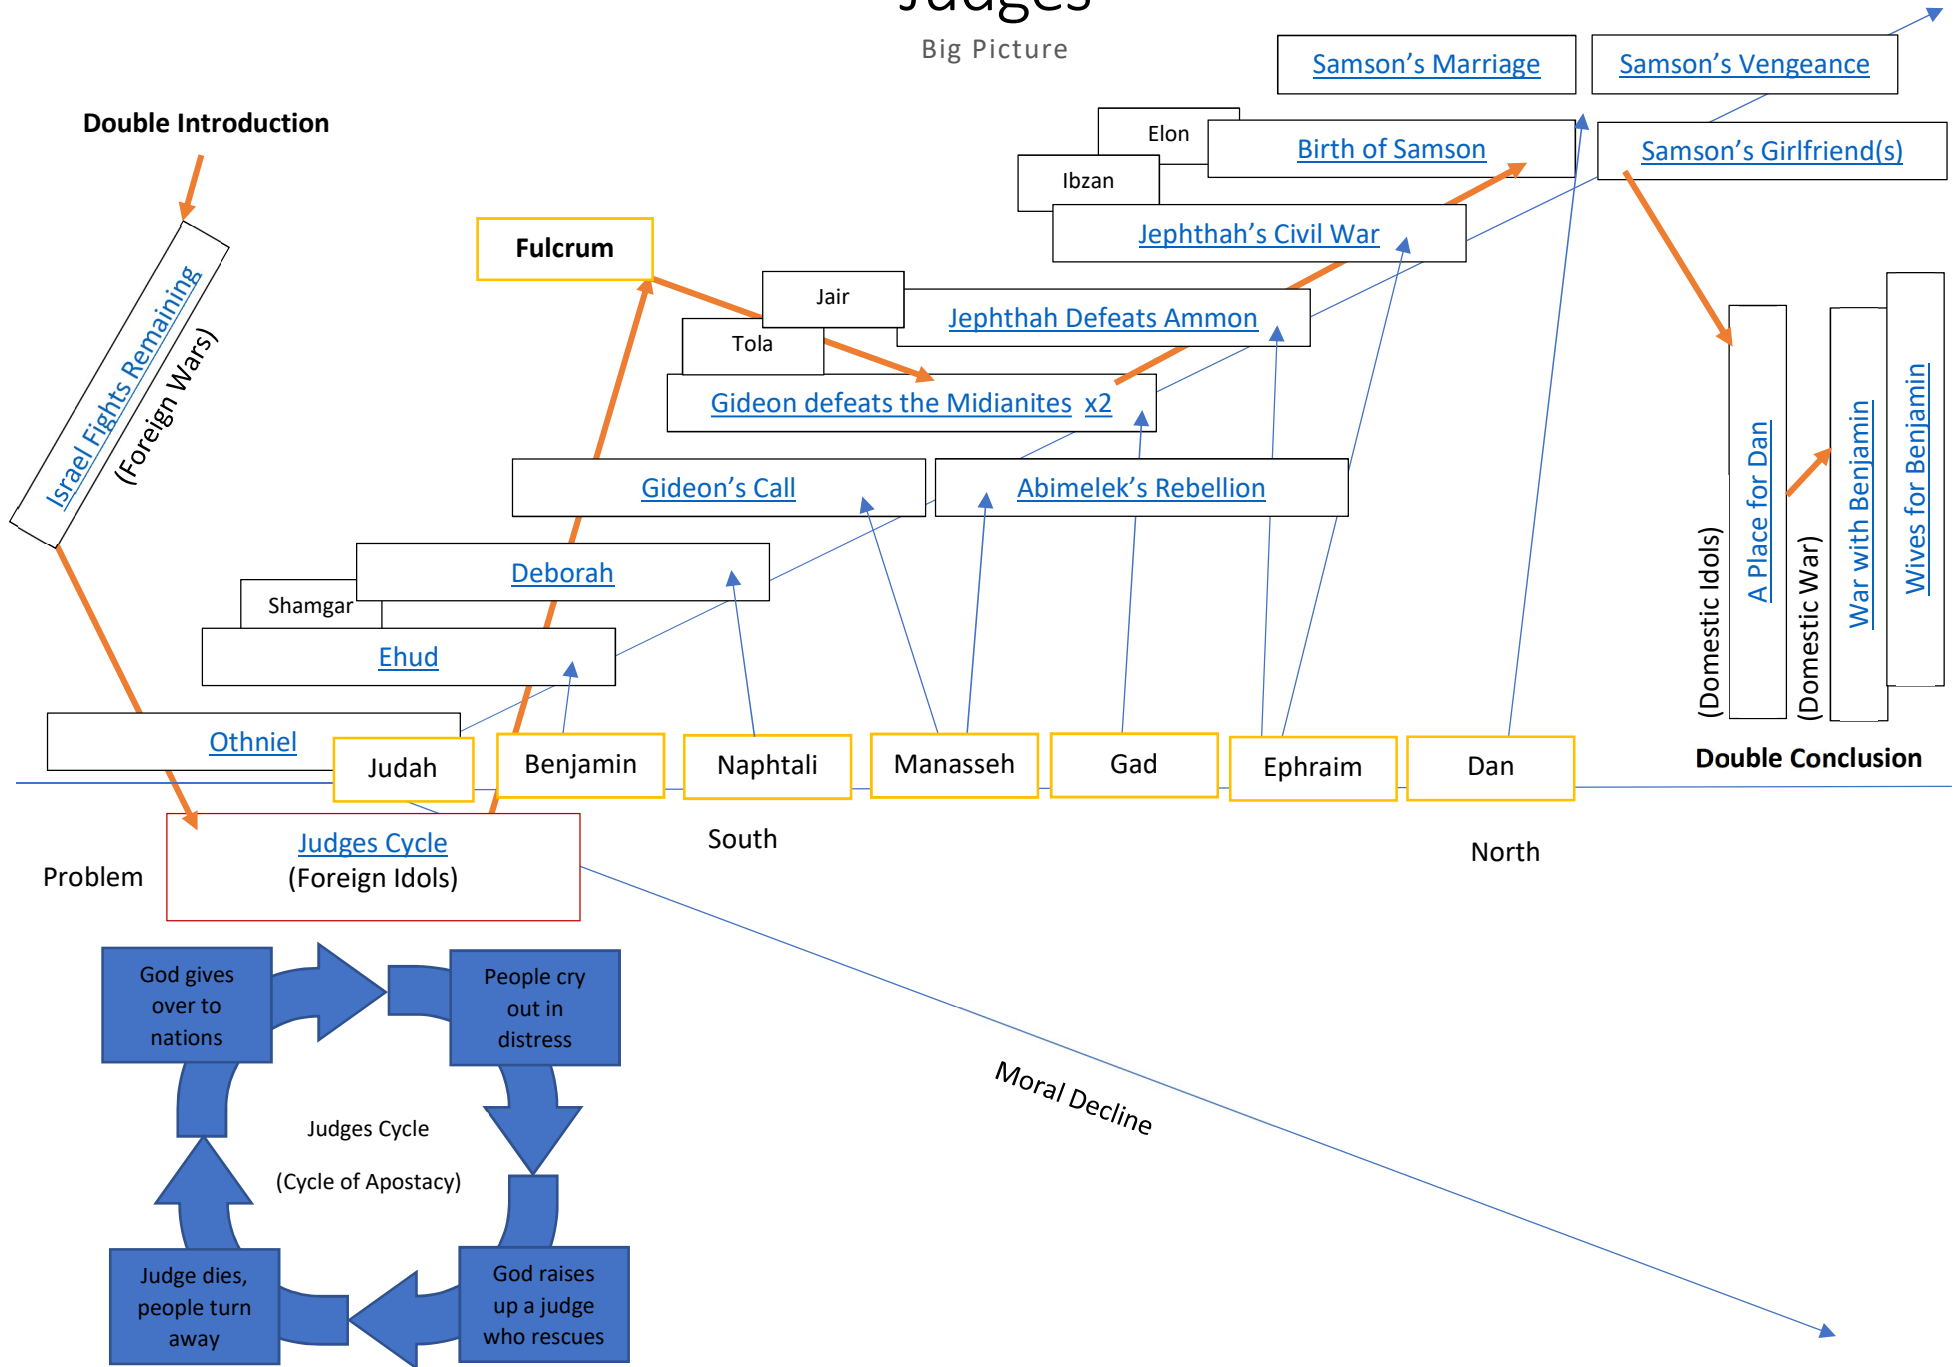 Judges
Big Picture
Samson’s Marriage
Samson’s Vengeance
Double Introduction
Elon
Birth of Samson
Samson’s Girlfriend(s)
Ibzan
Jephthah’s Civil War
Fulcrum
Jair
Jephthah Defeats Ammon
Tola
Gideon defeats the Midianites x2
Israel Fights Remaining
(Foreign Wars)
Gideon’s Call
Abimelek’s Rebellion
Deborah
Shamgar
Ehud
Othniel
A Place for Dan
(Domestic Idols)
War with Benjamin
(Domestic War)
Wives for Benjamin
Double Conclusion
Judah
Benjamin
Naphtali
Manasseh
Gad
Ephraim
Dan
South
North
Problem
Judges Cycle
(Foreign Idols)
Moral Decline
God gives
over to
nations
People cry
out in
distress
Judges Cycle
(Cycle of Apostacy)
Judge dies,
people turn
away
God raises
up a judge
who rescues